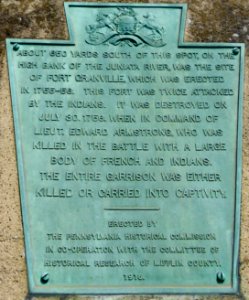 ABOUT 650 YARDS SOUTH OF THIS SPOT, ON THE
HIGH BANK OF THE JUNIATA RIVER, WAS THE SITE
OF FORT GRANVILLE, WHICH WAS ERECTED
IN 1755-56. THIS FORT WAS TWICE ATTACKED
BY THE INDIANS. IT WAS DESTROYED ON
JULY 30, 1756, WHEN IN COMMAND OF
LIEUT. EDWARD ARMSTRONG, WHO WAS
KILLED IN THE BATTLE WITH A LARGE
BODY OF FRENCH AND INDIANS.
THE ENTIRE GARRISON WAS EITHER
KILLED OR CARRIED INTO CAPTIVITY.
ERECTED BY
THE PENNSYLVANIA HISTORICAL COMMISSION
IN CO-OPERATION WITH THE COMMITTEE OF
HISTORICAL RESEARCH OF MIFFLIN COUNTY.
1916.